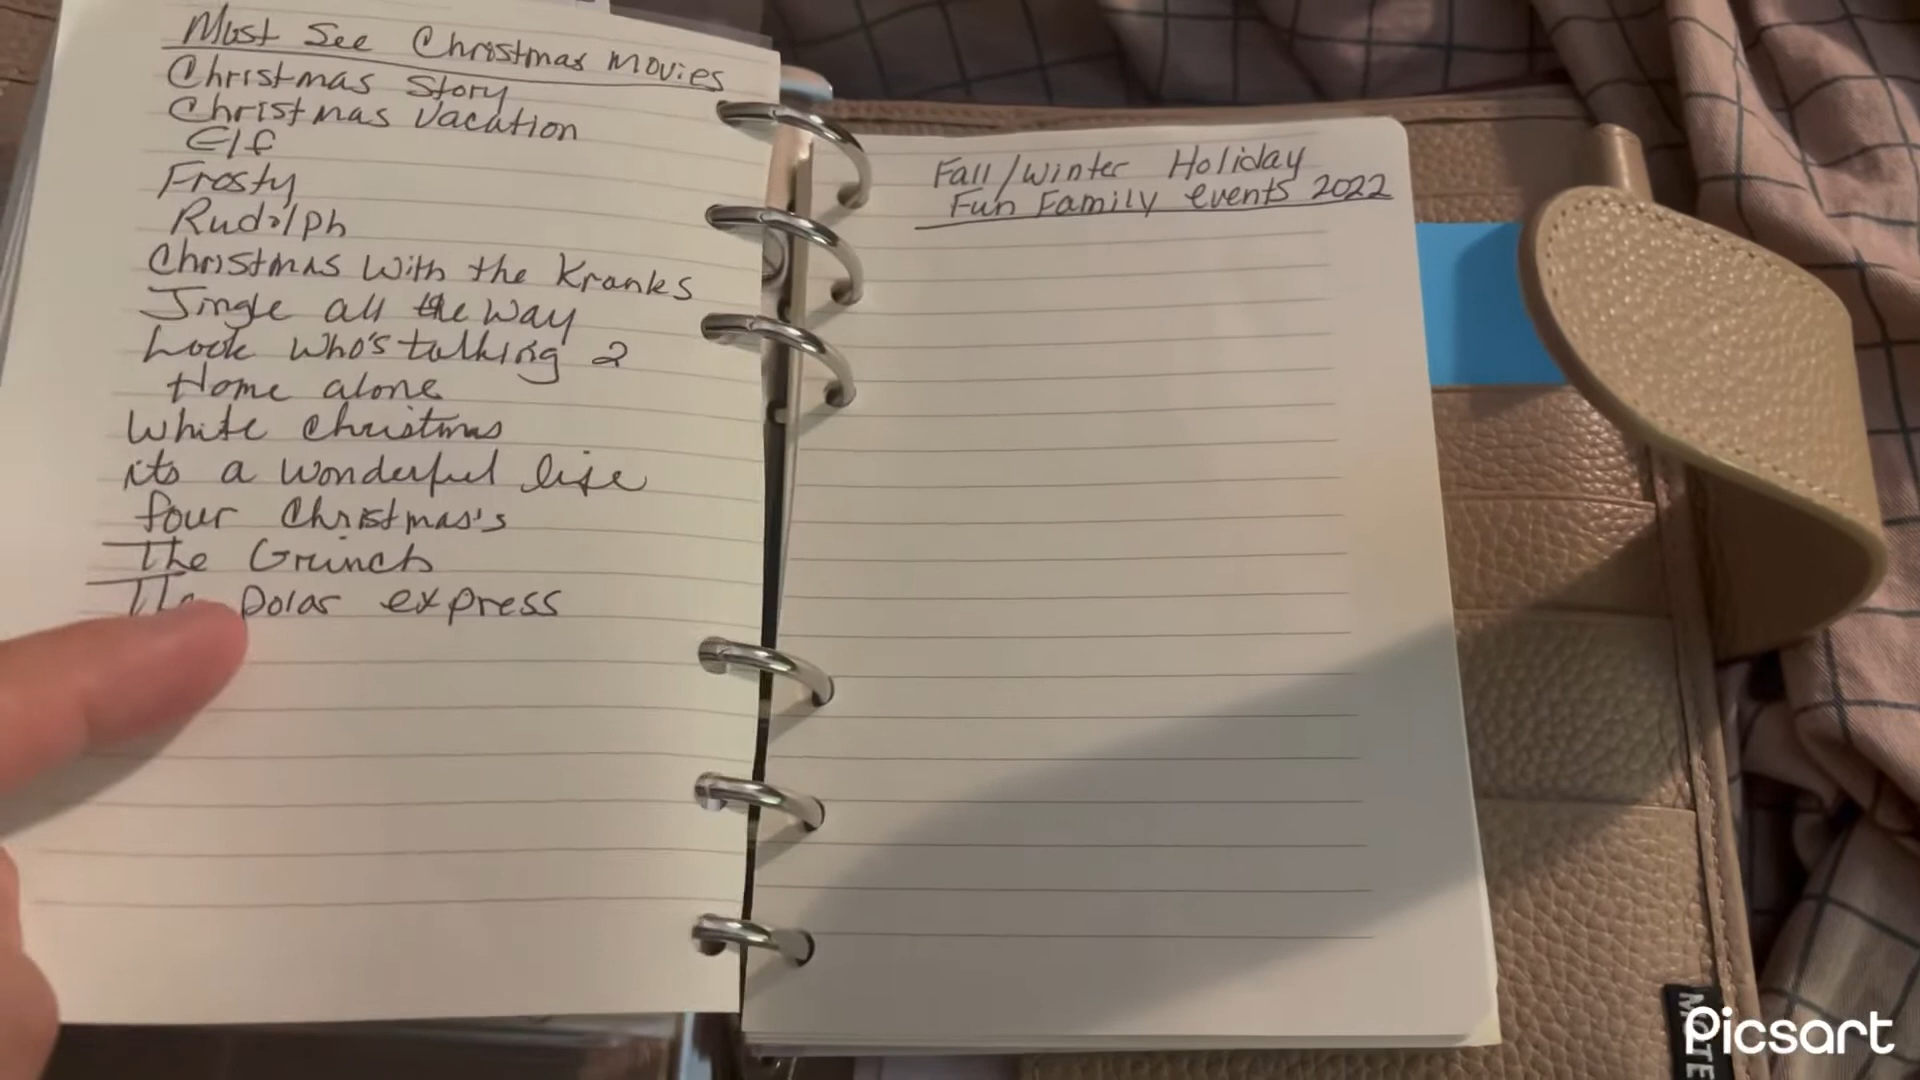 Must See Christmas Movies
Christmas Story
Christmas Vacation
Elf
Frosty
Rudolph
Christmas With the Kranks
Jingle all the Way
Look Who's talking 2
Home alone
White Christmas
its a wonderful life
four Christmas's
The Grinch
The Polar express
Fall/Winter Holiday
Fun Family events 2022
Picsart